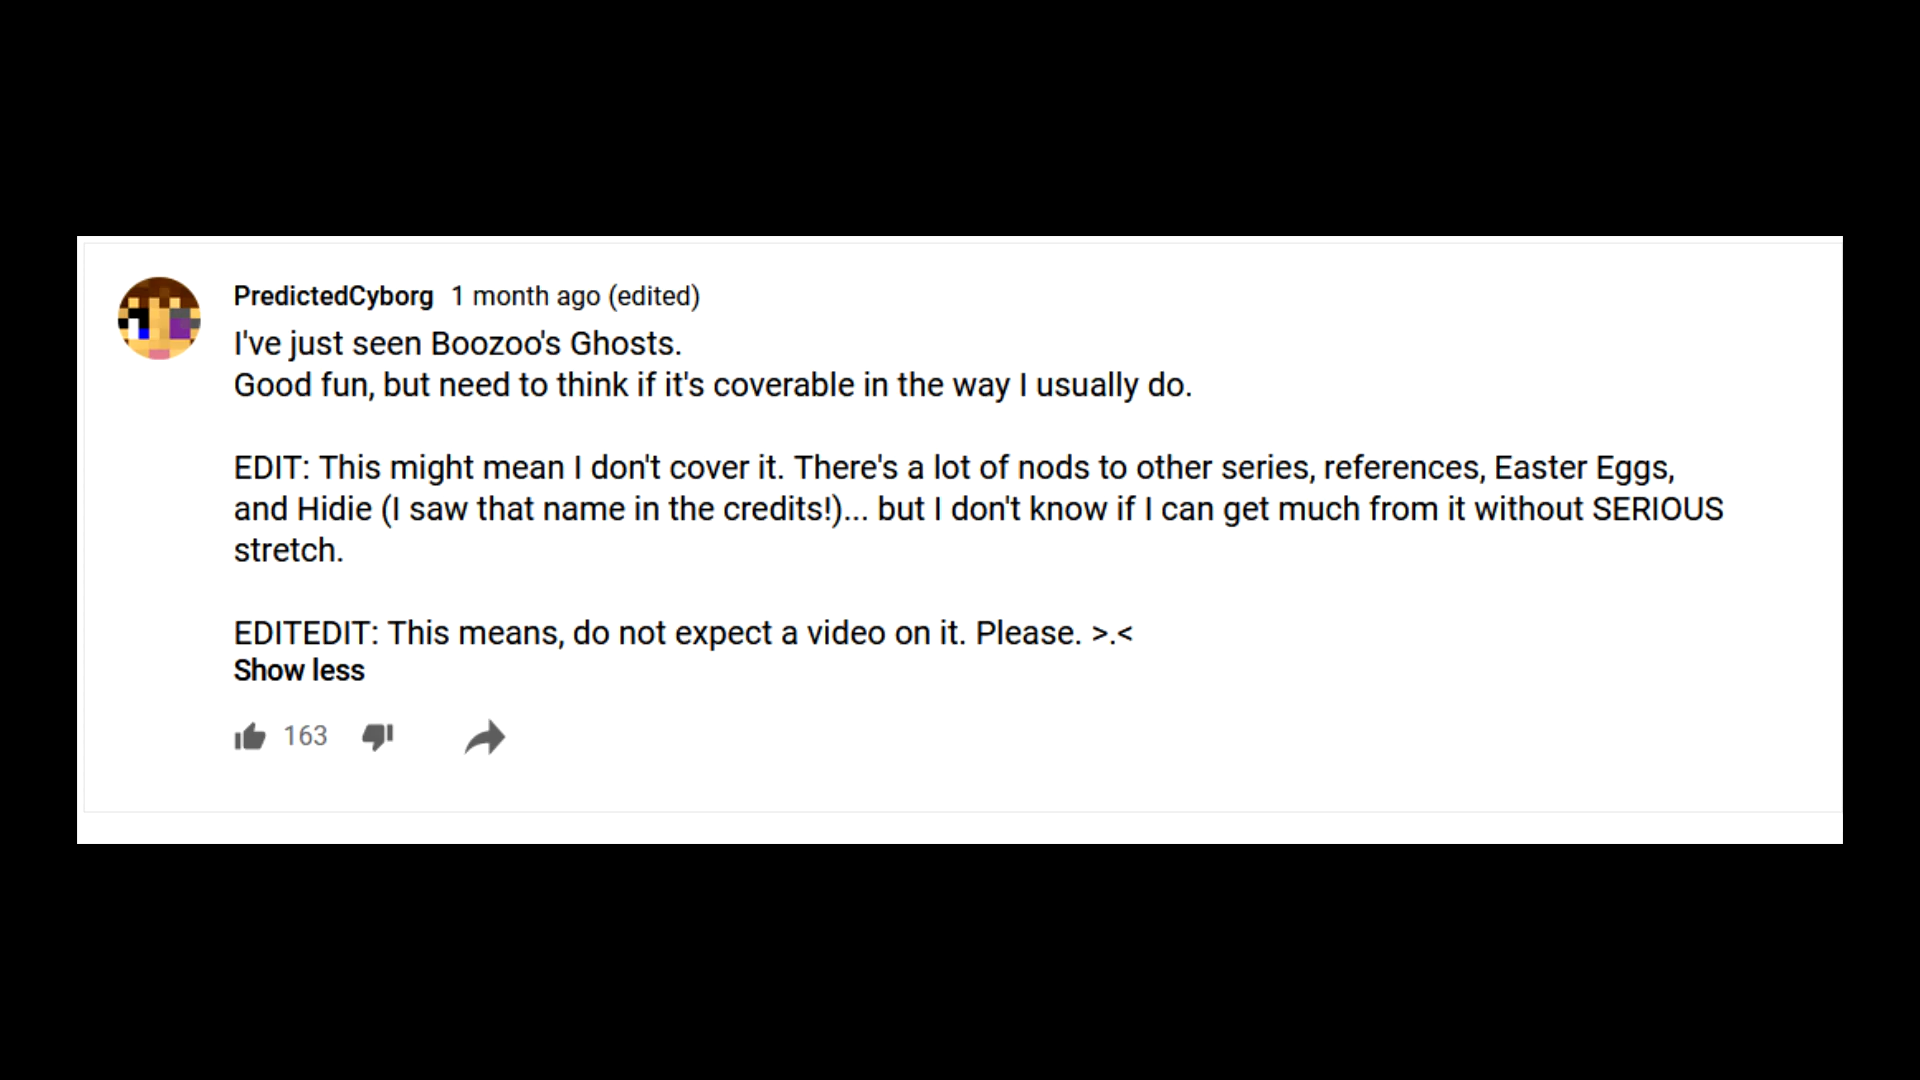 PredictedCyborg 1 month ago (edited)
I've just seen Boozoo's Ghosts.
Good fun, but need to think if it's coverable in the way I usually do.
EDIT: This might mean I don't cover it. There's a lot of nods to other series, references, Easter Eggs,
and Hidie (I saw that name in the credits!)... but I don't know if I can get much from it without SERIOUS
stretch.
EDITEDIT: This means, do not expect a video on it. Please. >.<
Show less
163